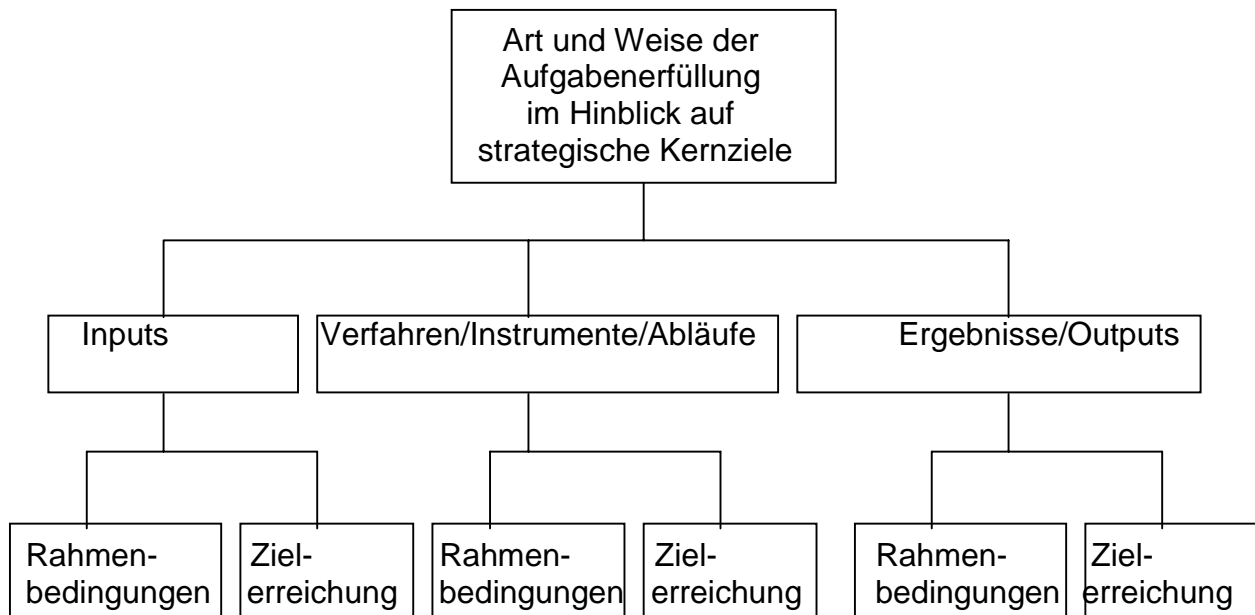 Art und Weise der
Aufgabenerfüllung
im Hinblick auf
strategische Kernziele
Inputs
Verfahren/Instrumente/Abläufe
Ergebnisse/Outputs
Rahmen-
bedingungen
Ziel-
erreichung
Rahmen-
bedingungen
Ziel-
erreichung
Rahmen-
bedingungen
Ziel-
erreichung